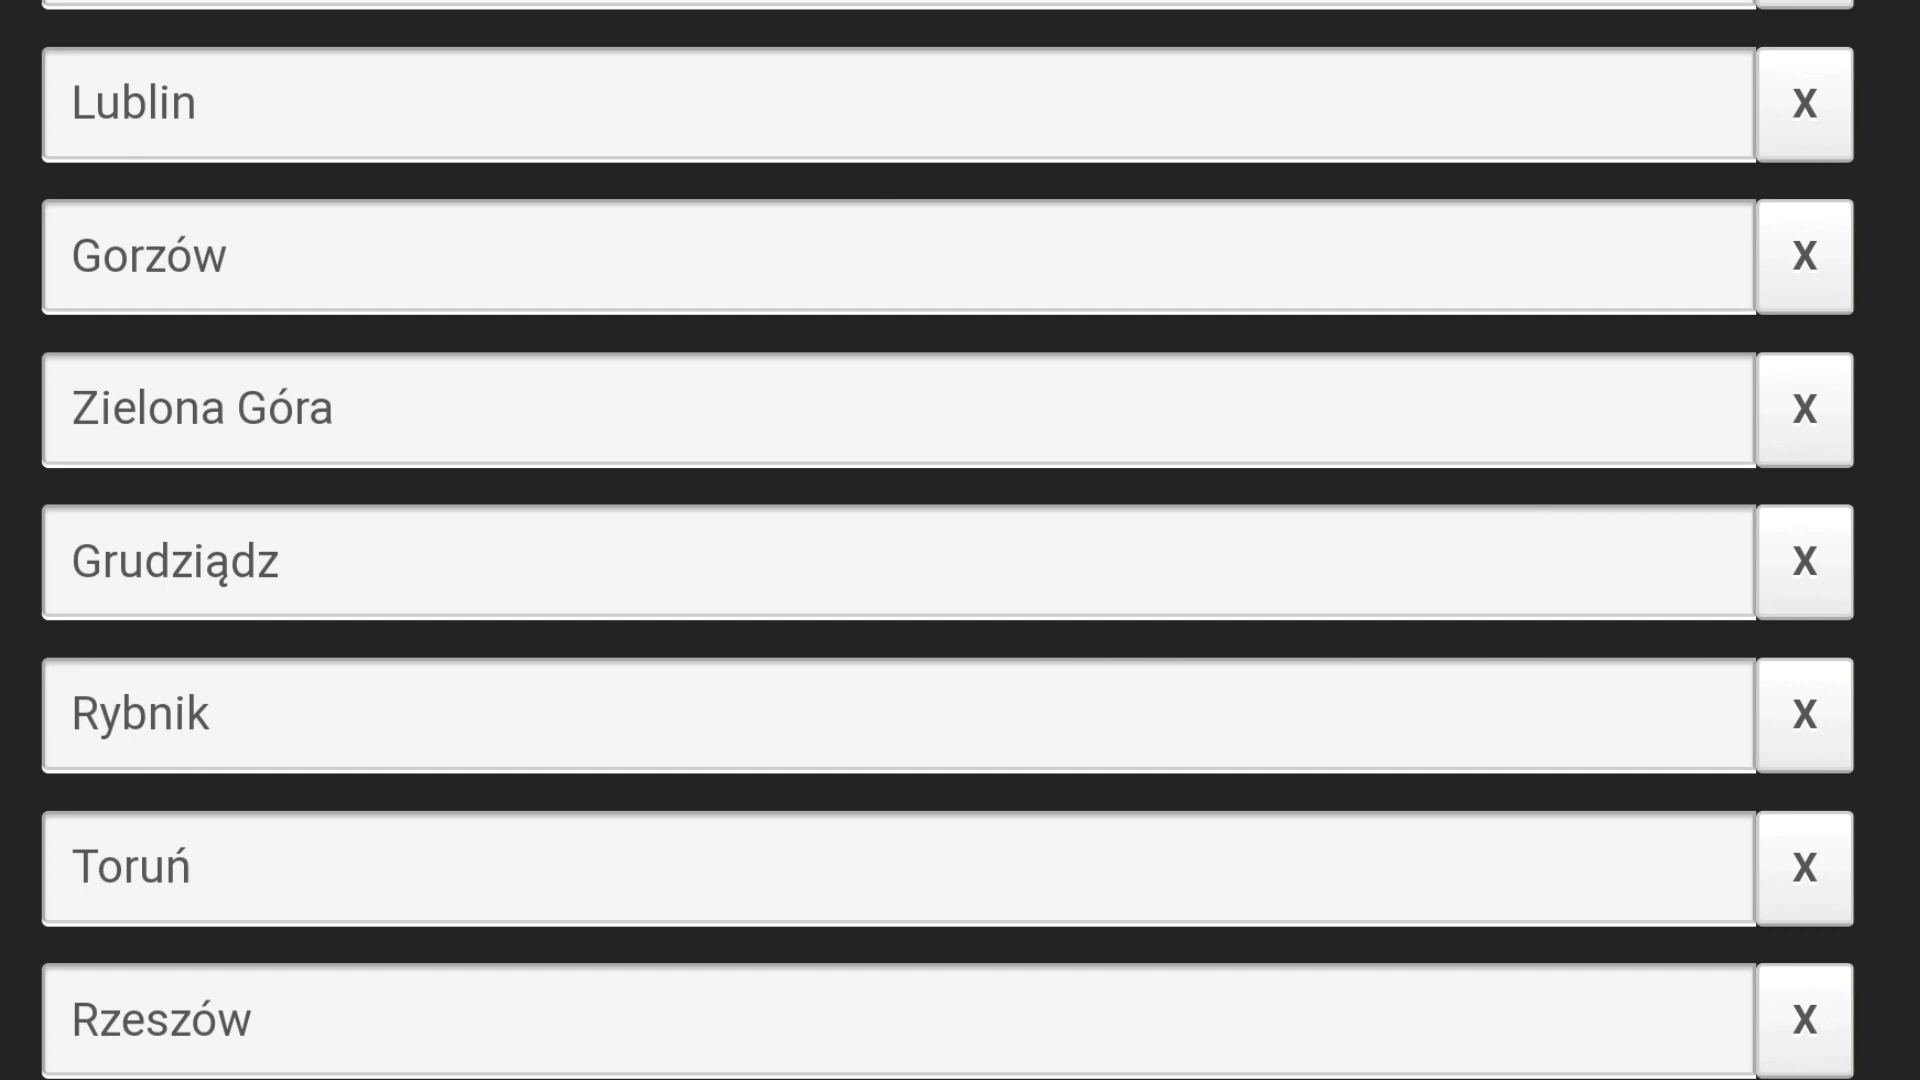 Lublin X
Gorzów X
Zielona Góra X
Grudziądz X
Rybnik X
Toruń X
Rzeszów X